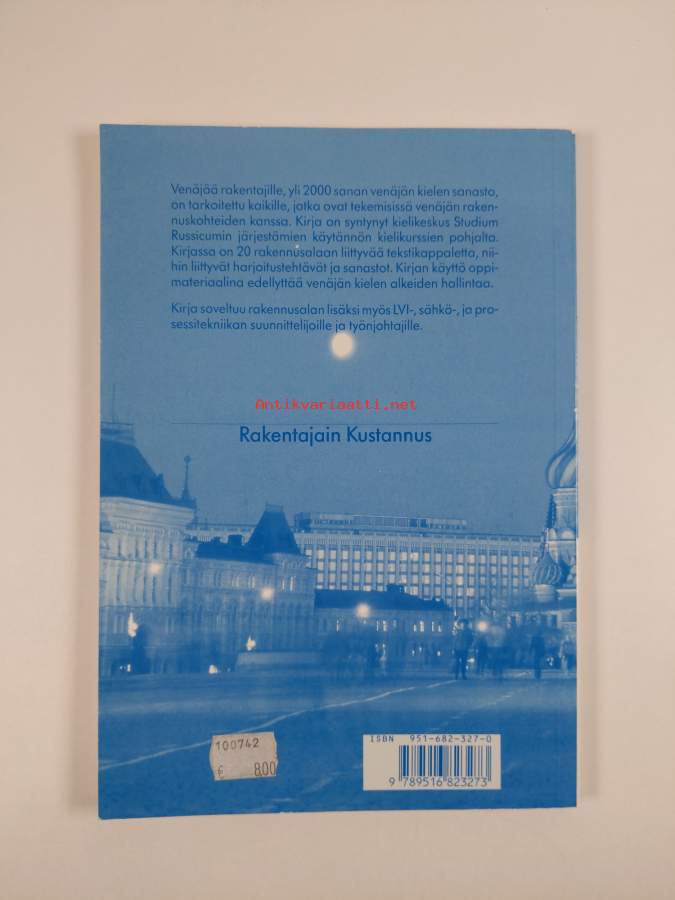 Venäjää rakentajille, yli 2000 sanan venäjän kielen sanasto,
on tarkoitettu kaikille, jotka ovat tekemisissä venäjän raken-
nuskohteiden kanssa. Kirja on syntynyt kielikeskus Studium
Russicumin järjestämien käytännön kielikurssien pohjalta.
Kirjassa on 20 rakennusalaan liittyvää tekstikappaletta, nii-
hin liittyvät harjoitustehtävät ja sanastot. Kirjan käyttö oppi-
materiaalina edellyttää venäjän kielen alkeiden hallintaa.
Kirja soveltuu rakennusalan lisäksi myös LVI-, sähkö-, ja pro-
sessitekniikan suunnittelijoille ja työnjohtajille.
Antikvariaatti.net
Rakentajain Kustannus
100742
€ 8.00
ISBN 951-682-327-0
9 789516 823273